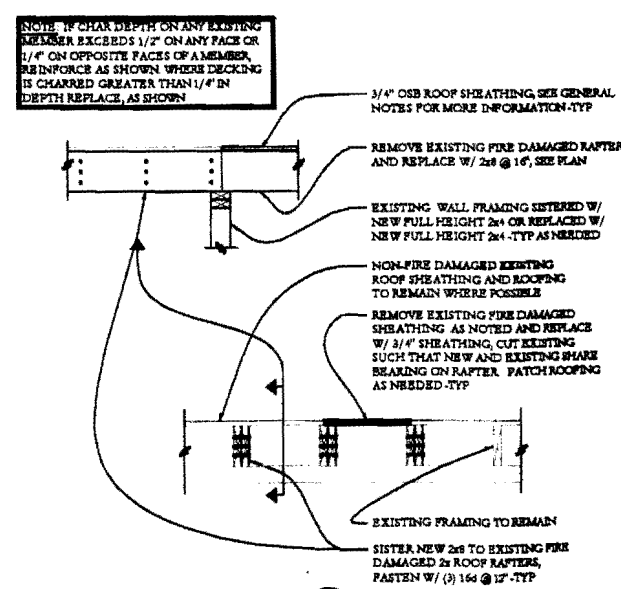 NOTE: IF CHAR DEPTH ON ANY EXISTING
MEMBER EXCEEDS 1/2" ON ANY FACE OR
1/4" ON OPPOSITE FACES OF A MEMBER,
REINFORCE AS SHOWN. WHERE DECKING
IS CHARRED GREATER THAN 1/4" IN
DEPTH REPLACE, AS SHOWN
3/4" OSB ROOF SHEATHING, SEE GENERAL
NOTES FOR MORE INFORMATION-TYP
REMOVE EXISTING FIRE DAMAGED RAFTER
AND REPLACE W/ 2x8 @ 16", SEE PLAN
EXISTING WALL FRAMING SISTERED W/
NEW FULL HEIGHT 2x4 OR REPLACED W/
NEW FULL HEIGHT 2x4 -TYP AS NEEDED
NON-FIRE DAMAGED EXISTING
ROOF SHEATHING AND ROOFING
TO REMAIN WHERE POSSIBLE
REMOVE EXISTING FIRE DAMAGED
SHEATHING AS NOTED AND REPLACE
W/ 3/4" SHEATHING, CUT EXISTING
SUCH THAT NEW AND EXISTING SHARE
BEARING ON RAFTER PATCH ROOFING
AS NEEDED -TYP
EXISTING FRAMING TO REMAIN
SISTER NEW 2x8 TO EXISTING FIRE
DAMAGED 2x ROOF RAFTERS,
FASTEN W/ (3) 16d @ 12" -TYP